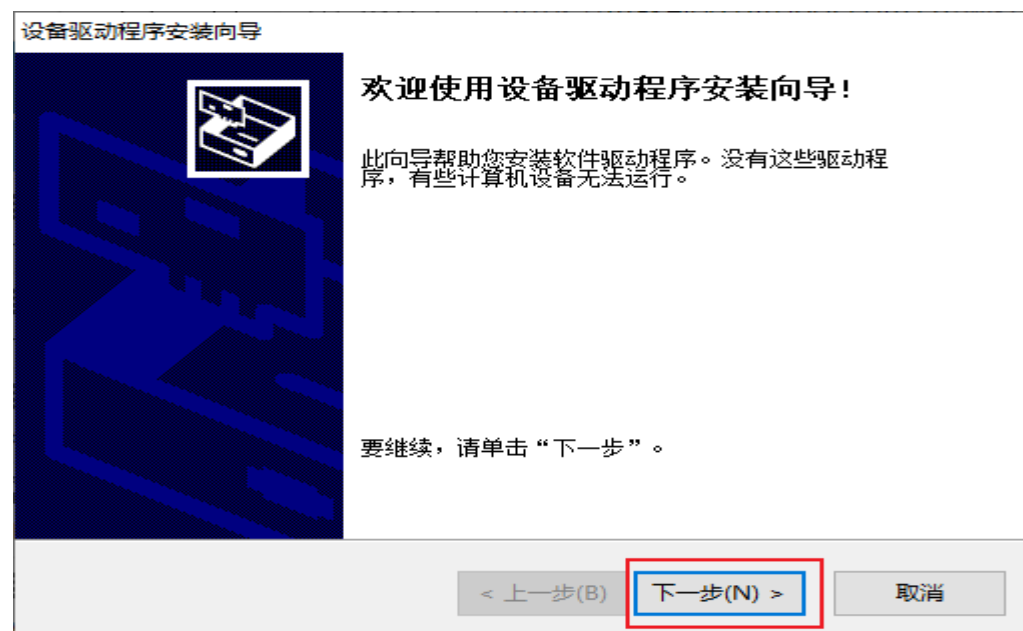 设备驱动程序安装向导
欢迎使用设备驱动程序安装向导!
此向导帮助您安装软件驱动程序。没有这些驱动程
序，有些计算机设备无法运行。
要继续，请单击“下一步”。
< 上一步(B)
下一步(N) >
取消